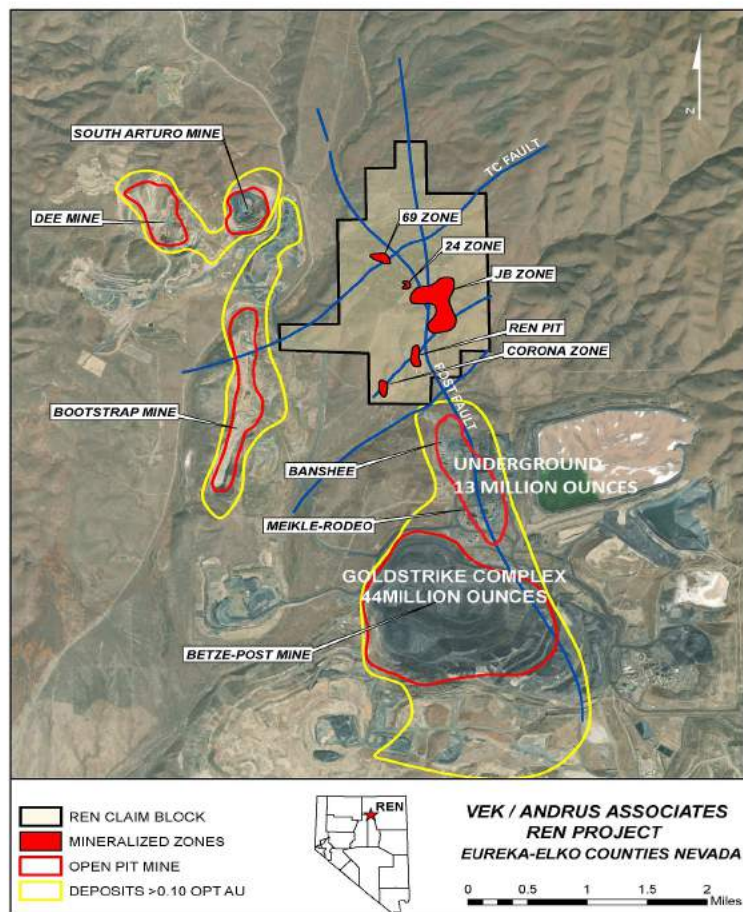 N
SOUTH ARTURO MINE
TC FAULT
DEE MINE
69 ZONE
24 ZONE
JB ZONE
REN PIT
CORONA ZONE
POST FAULT
BOOTSTRAP MINE
BANSHEE
UNDERGROUND
13 MILLION OUNCES
MEIKLE-RODEO
GOLDSTRIKE COMPLEX
44MILLION OUNCES
BETZE-POST MINE
REN CLAIM BLOCK
MINERALIZED ZONES
OPEN PIT MINE
DEPOSITS >0.10 OPT AU
REN
VEK / ANDRUS ASSOCIATES
REN PROJECT
EUREKA-ELKO COUNTIES NEVADA
0 0.5 1 1.5 2
Miles